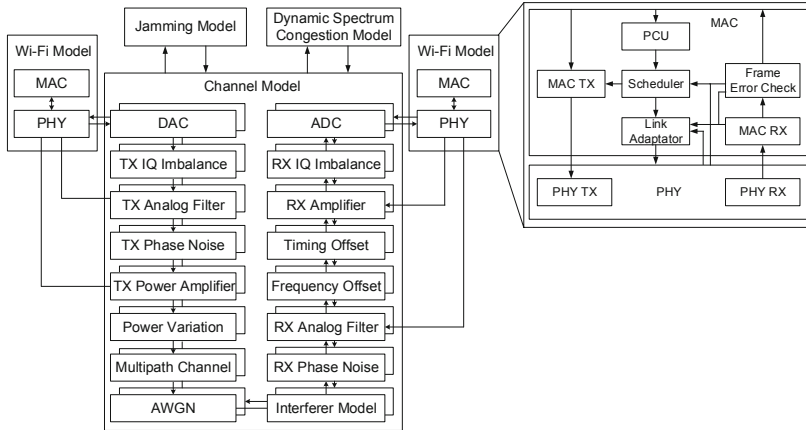 Jamming Model
Dynamic Spectrum
Congestion Model
Wi-Fi Model
MAC
PHY
Channel Model
DAC
TX IQ Imbalance
TX Analog Filter
TX Phase Noise
TX Power Amplifier
Power Variation
Multipath Channel
AWGN
ADC
RX IQ Imbalance
RX Amplifier
Timing Offset
Frequency Offset
RX Analog Filter
RX Phase Noise
Interferer Model
Wi-Fi Model
MAC
PHY
MAC
PCU
MAC TX
Scheduler
Frame
Error Check
Link
Adaptator
MAC RX
PHY TX
PHY
PHY RX